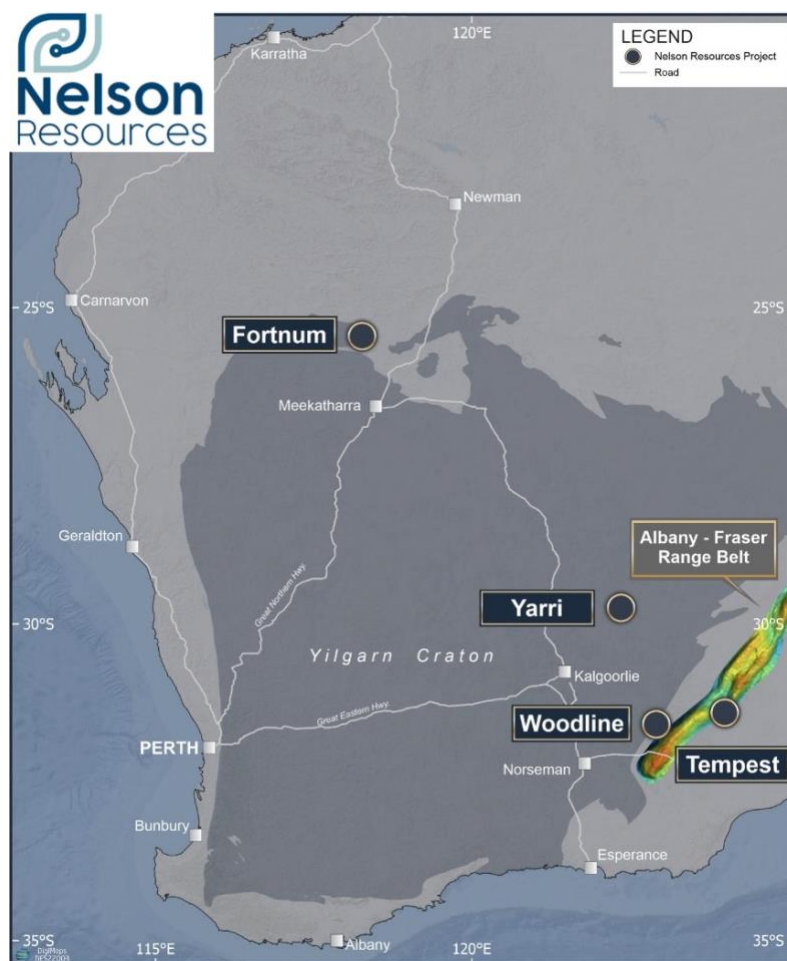 Nelson
Resources
120°E
LEGEND
Nelson Resources Project
Road
Karratha
Newman
25°S
Carnarvon
25°S
Fortnum
Meekatharra
Geraldton
Albany - Fraser
Range Belt
Great Northern Hwy.
Yarri
30°S
30°S
Yilgarn Craton
Kalgoorlie
Great Eastern Hwy.
Woodline
PERTH
Norseman
Tempest
Bunbury
Esperance
35°S
115°E
120°E
35°S
Albany
DigiMaps